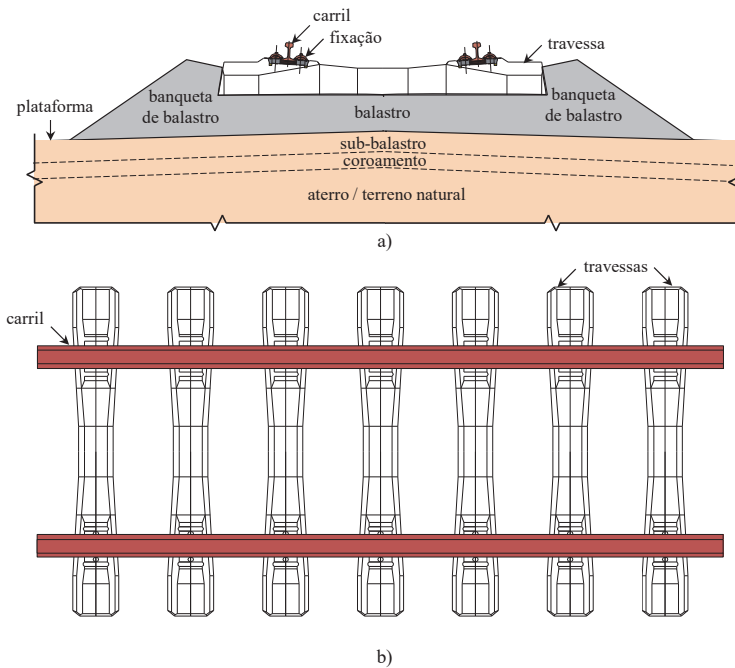 carril
fixação
travessa
plataforma
banqueta
de balastro
balastro
banqueta
de balastro
sub-balastro
coroamento
aterro / terreno natural
a)
travessas
carril
b)